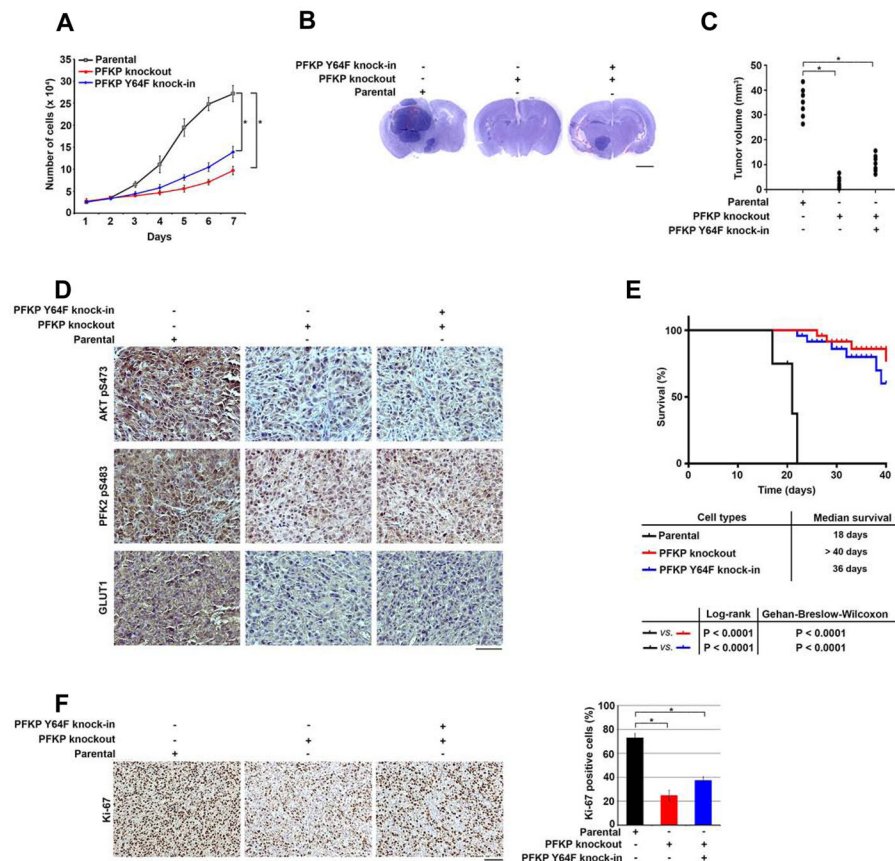 A
Parental
PFKP knockout
PFKP Y64F knock-in
Number of cells (x 10⁴)
35
30
25
20
15
10
5
0
*
*
1 2 3 4 5 6 7
Days
B
PFKP Y64F knock-in - - +
PFKP knockout - + +
Parental + - -
C
Tumor volume (mm³)
50
40
30
20
10
0
*
*
Parental + - -
PFKP knockout - + +
PFKP Y64F knock-in - - +
D
PFKP Y64F knock-in - - +
PFKP knockout - + +
Parental + - -
AKT pS473
PFK2 pS483
GLUT1
E
Survival (%)
100
50
0
0 10 20 30 40
Time (days)
Cell types Median survival
Parental 18 days
PFKP knockout > 40 days
PFKP Y64F knock-in 36 days
Log-rank Gehan-Breslow-Wilcoxon
vs. P < 0.0001 P < 0.0001
vs. P < 0.0001 P < 0.0001
F
PFKP Y64F knock-in - - +
PFKP knockout - + +
Parental + - -
Ki-67
Ki-67 positive cells (%)
80
60
40
20
0
*
*
Parental + - -
PFKP knockout - + +
PFKP Y64F knock-in - - +